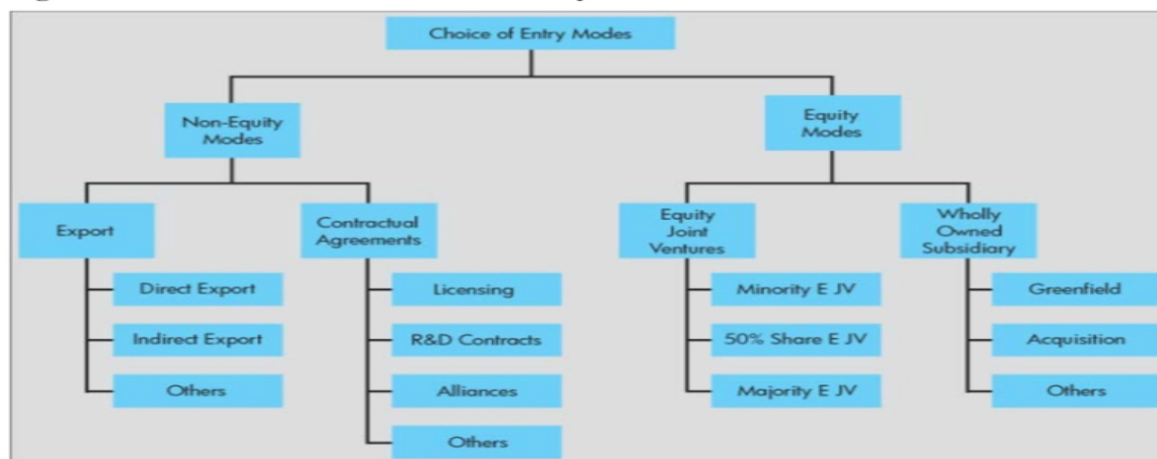 Choice of Entry Modes
Non-Equity
Modes
Equity
Modes
Export
Contractual
Agreements
Equity
Joint
Ventures
Wholly
Owned
Subsidiary
Direct Export
Licensing
Minority E JV
Greenfield
Indirect Export
R&D Contracts
50% Share E JV
Acquisition
Others
Alliances
Majority E JV
Others
Others